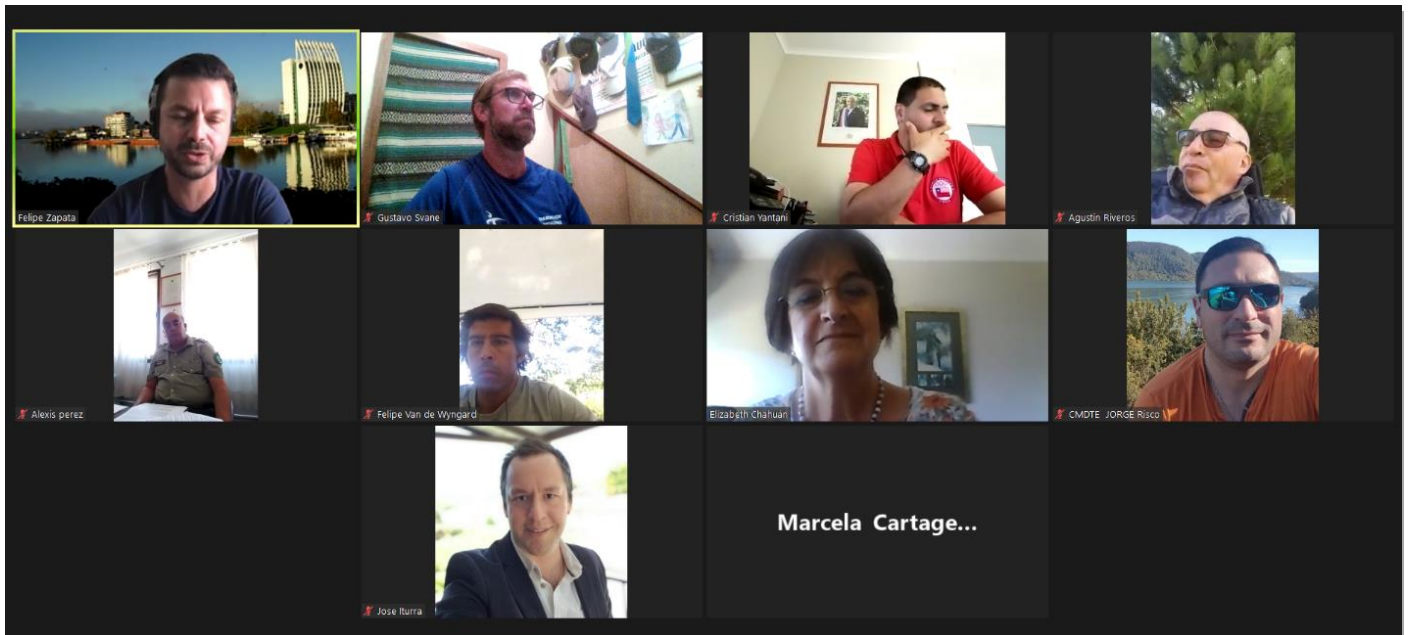 Felipe Zapata
Gustavo Svane
Cristian Yantani
Agustin Riveros
Alexis perez
Felipe Van de Wyngard
Elizabeth Chahuán
CMDTE JORGE Risco
Jose Iturra
Marcela Cartage...